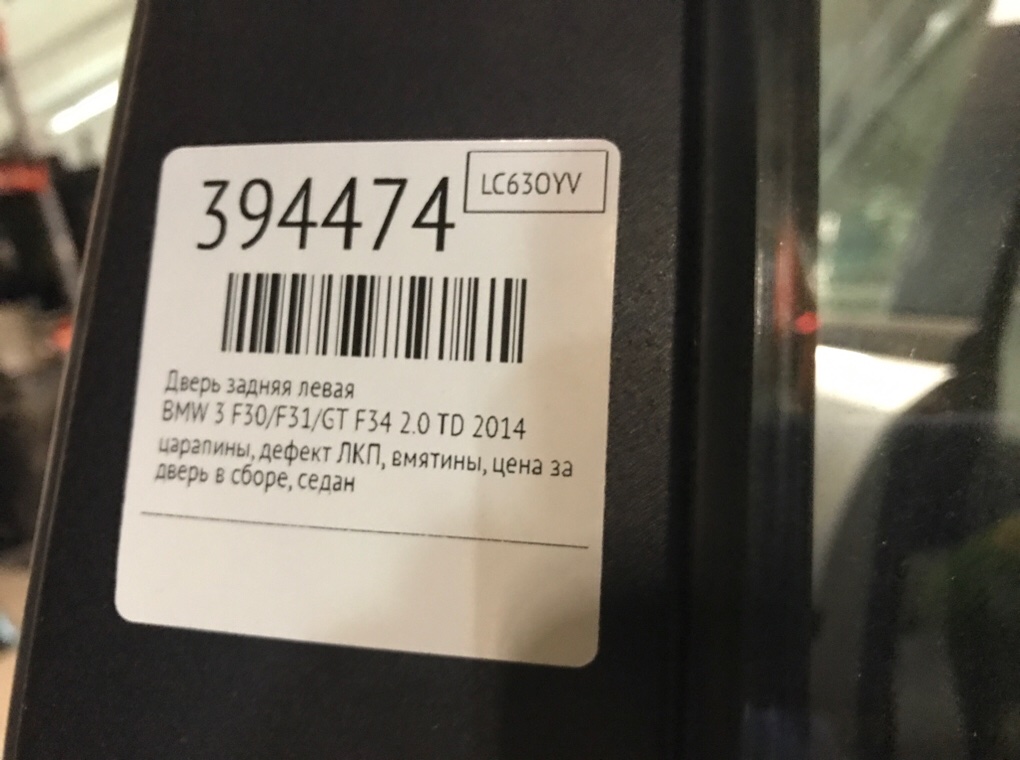 394474
LC63OYV
Дверь задняя левая
BMW 3 F30/F31/GT F34 2.0 TD 2014
царапины, дефект ЛКП, вмятины, цена за
дверь в сборе, седан